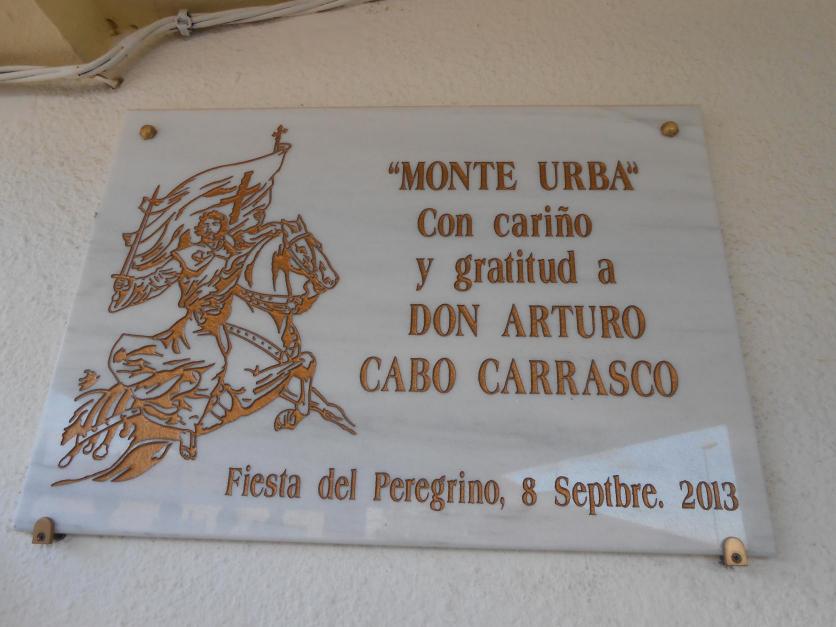 "MONTE URBA"
Con cariño
y gratitud a
DON ARTURO
CABO CARRASCO
Fiesta del Peregrino, 8 Septbre. 2013